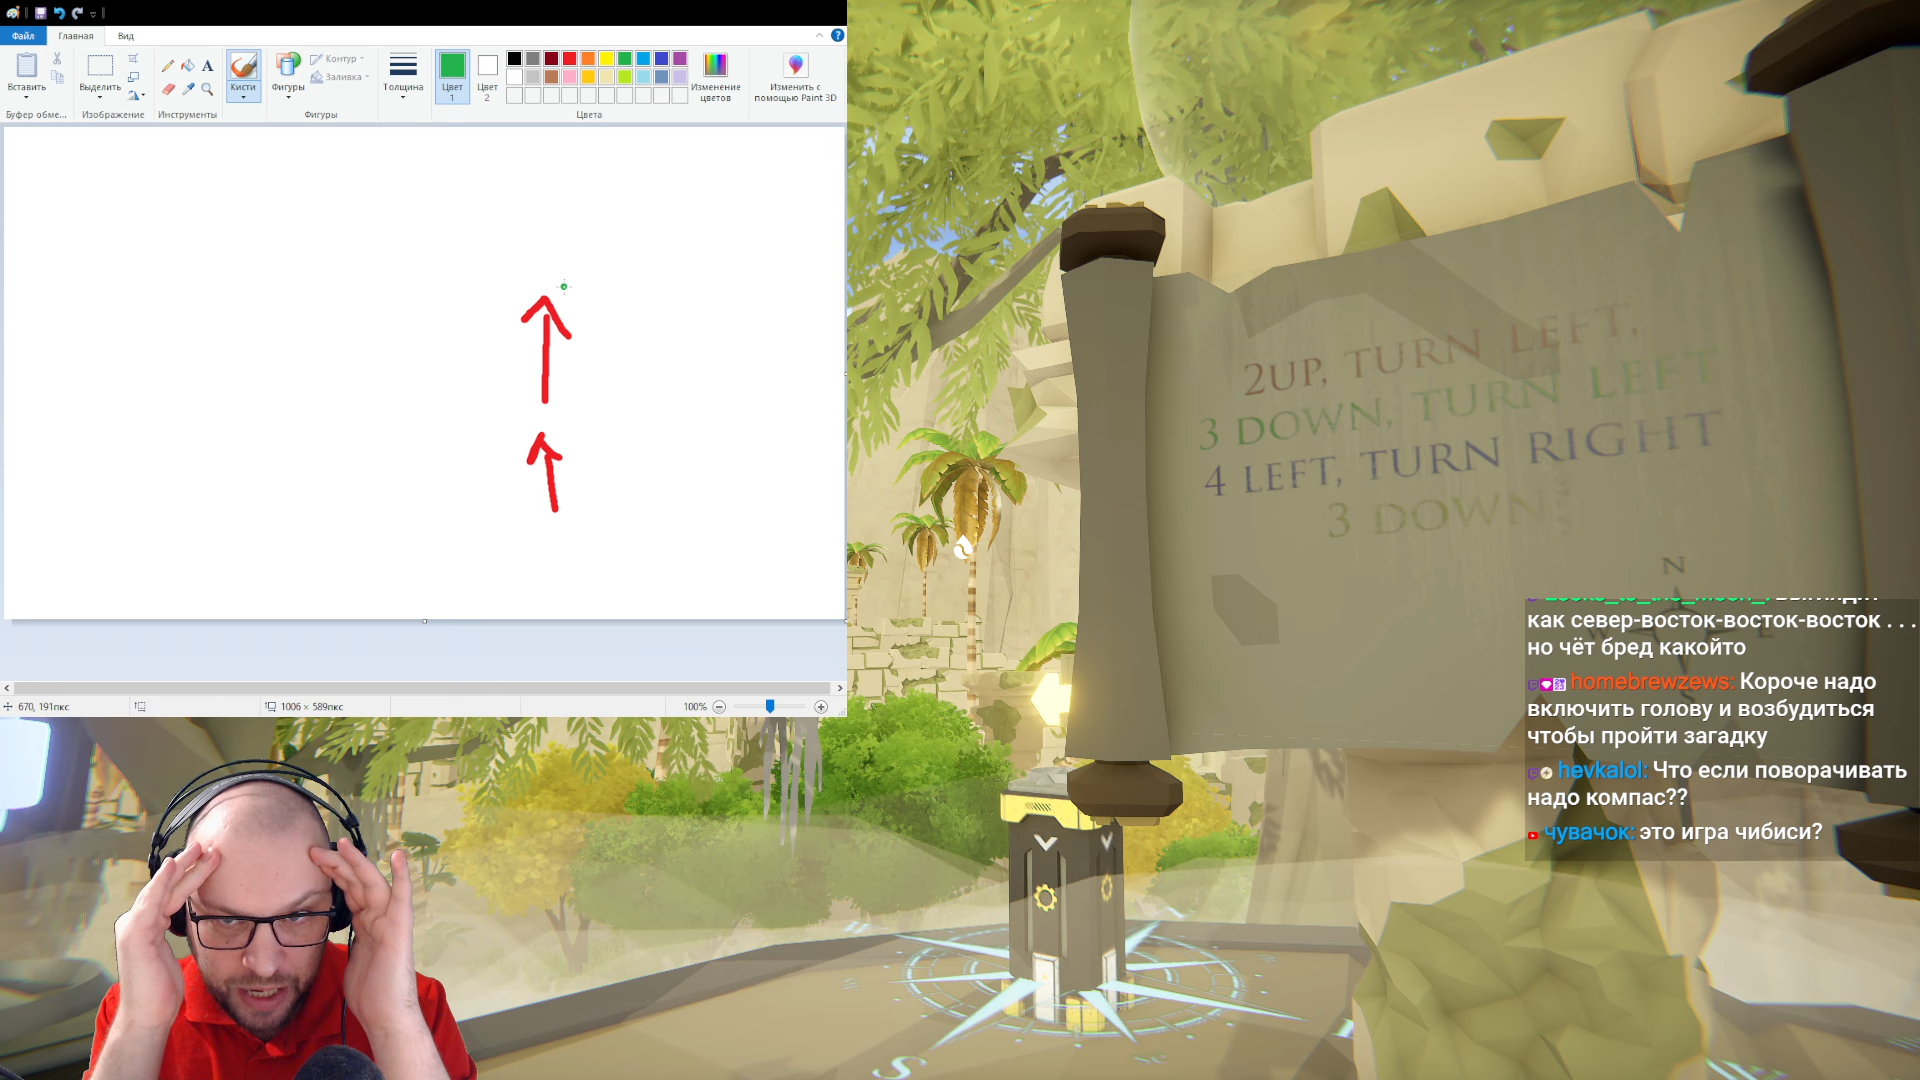 Файл
Главная
Вид
Вставить
Выделить
Кисти
Фигуры
Контур
Заливка
Толщина
Цвет
1
Цвет
2
Изменение
цветов
Изменить с
помощью Paint 3D
Буфер обме...
Изображение
Инструменты
Фигуры
Цвета
670, 191пкс
1006 × 589пкс
100%
2UP, TURN LEFT,
3 DOWN, TURN LEFT
4 LEFT, TURN RIGHT
3 DOWN
N
как север-восток-восток-восток . . .
но чёт бред какойто
homebrewzews: Короче надо
включить голову и возбудиться
чтобы пройти загадку
hevkalol: Что если поворачивать
надо компас??
чувачок: это игра чибиси?
S